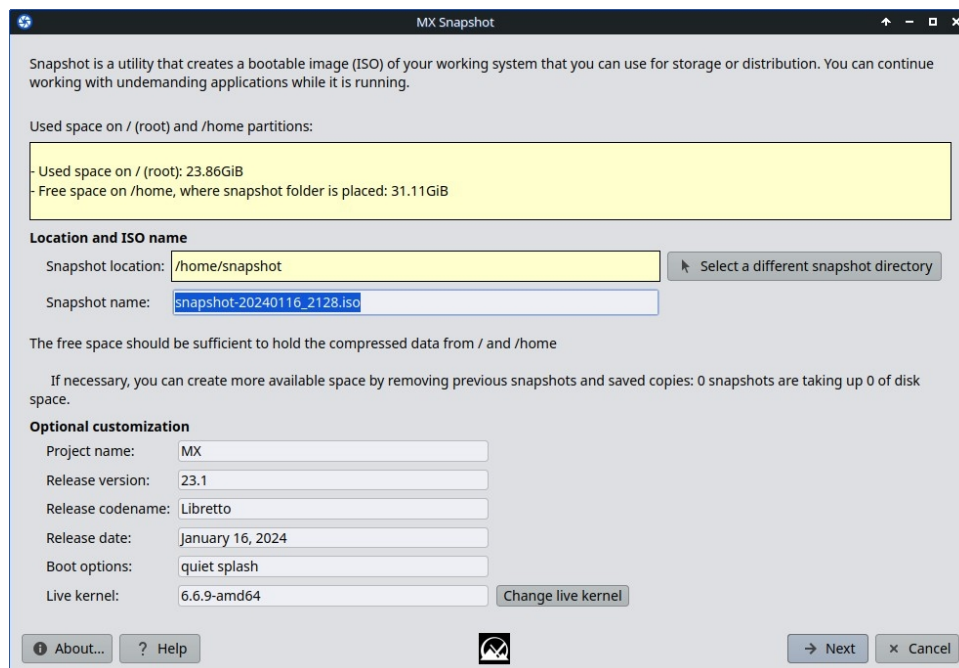 MX Snapshot
Snapshot is a utility that creates a bootable image (ISO) of your working system that you can use for storage or distribution. You can continue
working with undemanding applications while it is running.
Used space on / (root) and /home partitions:
- Used space on / (root): 23.86GiB
- Free space on /home, where snapshot folder is placed: 31.11GiB
Location and ISO name
Snapshot location: /home/snapshot Select a different snapshot directory
Snapshot name: snapshot-20240116_2128.iso
The free space should be sufficient to hold the compressed data from / and /home
If necessary, you can create more available space by removing previous snapshots and saved copies: 0 snapshots are taking up 0 of disk
space.
Optional customization
Project name: MX
Release version: 23.1
Release codename: Libretto
Release date: January 16, 2024
Boot options: quiet splash
Live kernel: 6.6.9-amd64 Change live kernel
About... ? Help Next Cancel